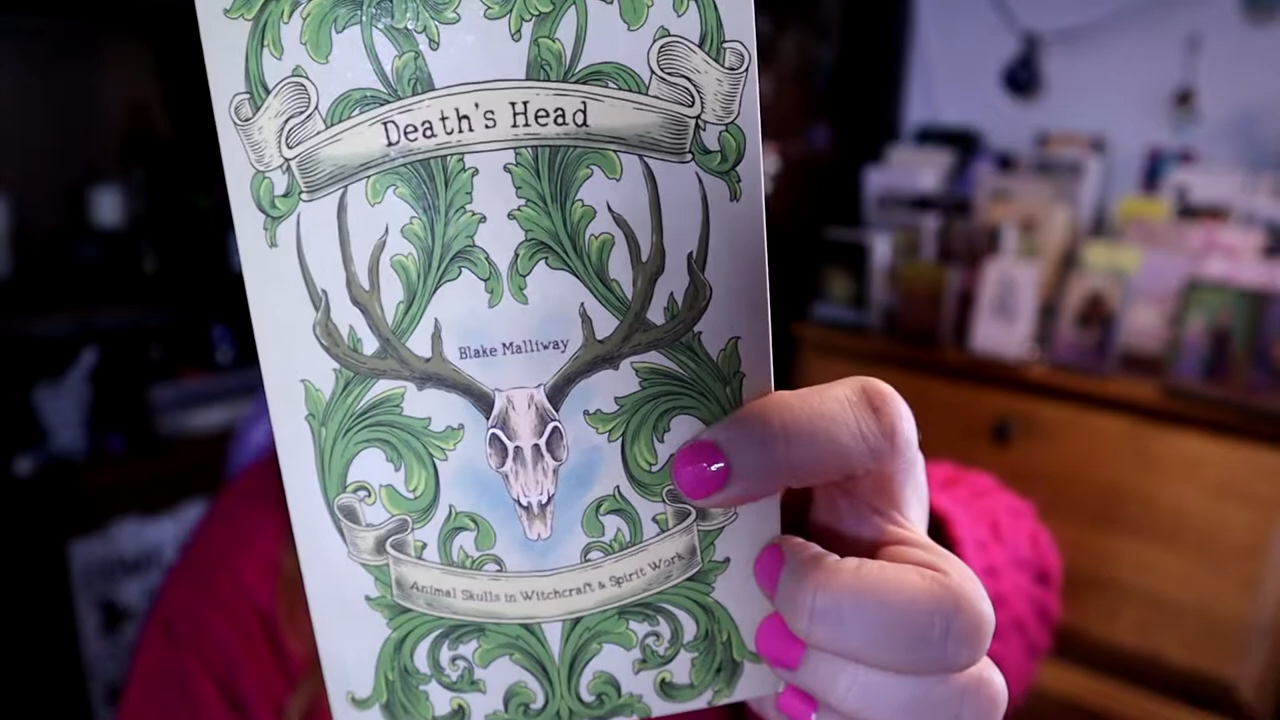 Death's Head
Blake Malliway
Animal Skulls in Witchcraft & Spirit Work